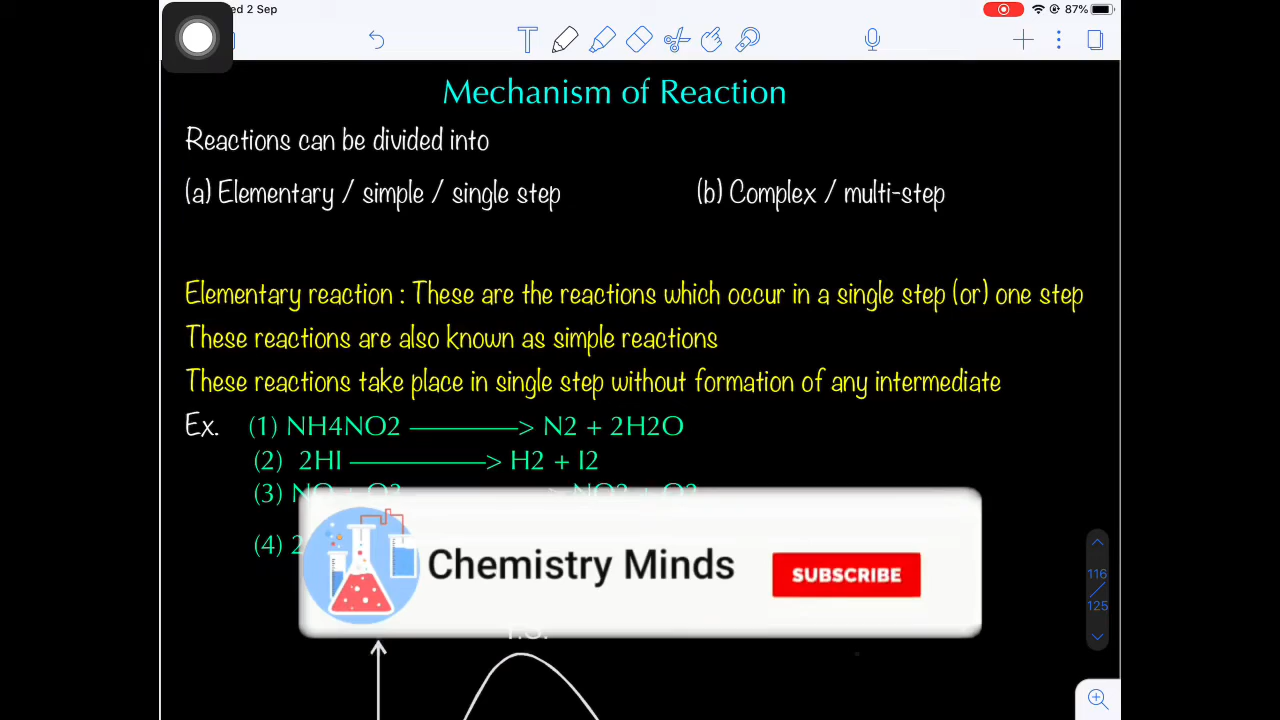 ed 2 Sep
87%
T
Mechanism of Reaction
Reactions can be divided into
(a) Elementary / simple / single step
(b) Complex / multi-step
Elementary reaction : These are the reactions which occur in a single step (or) one step
These reactions are also known as simple reactions
These reactions take place in single step without formation of any intermediate
Ex. (1) NH4NO2 ————> N2 + 2H2O
(2) 2HI —————> H2 + I2
(3)
(4) 2
Chemistry Minds
SUBSCRIBE
116
/
125